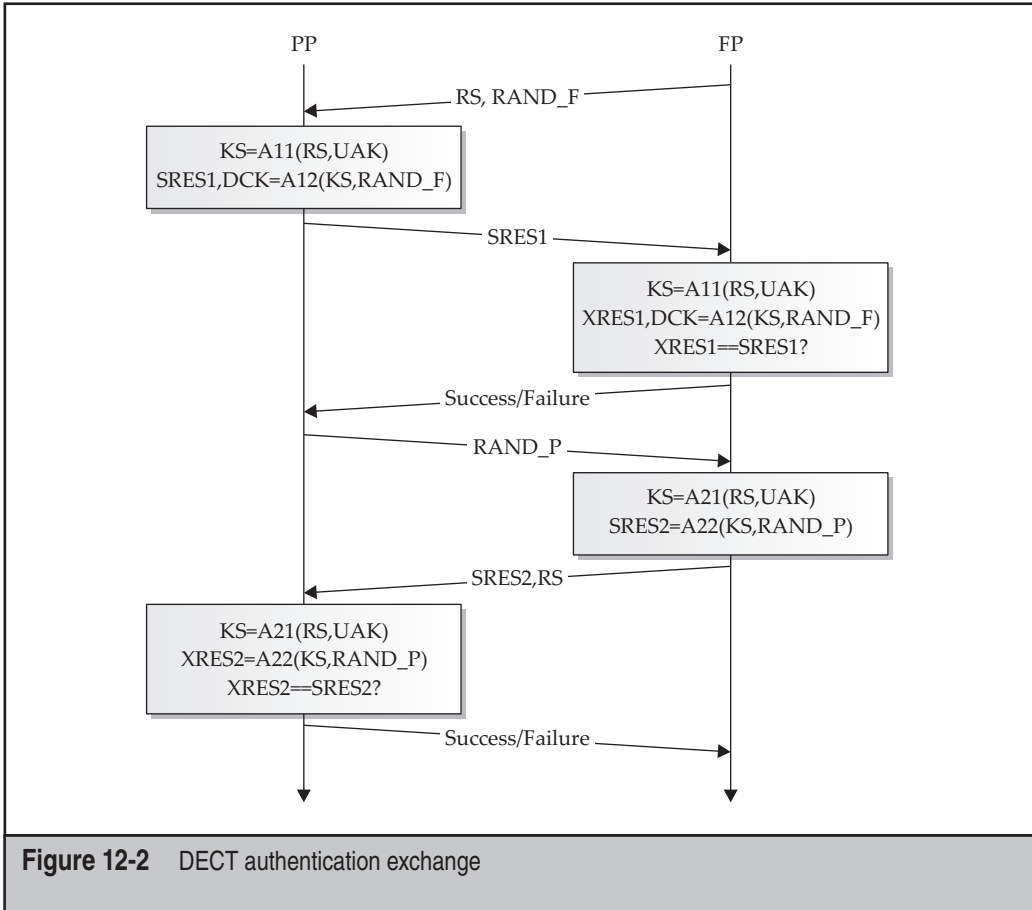 PP
FP
RS, RAND_F
KS=A11(RS,UAK)
SRES1,DCK=A12(KS,RAND_F)
SRES1
KS=A11(RS,UAK)
XRES1,DCK=A12(KS,RAND_F)
XRES1==SRES1?
Success/Failure
RAND_P
KS=A21(RS,UAK)
SRES2=A22(KS,RAND_P)
SRES2,RS
KS=A21(RS,UAK)
XRES2=A22(KS,RAND_P)
XRES2==SRES2?
Success/Failure
Figure 12-2 DECT authentication exchange